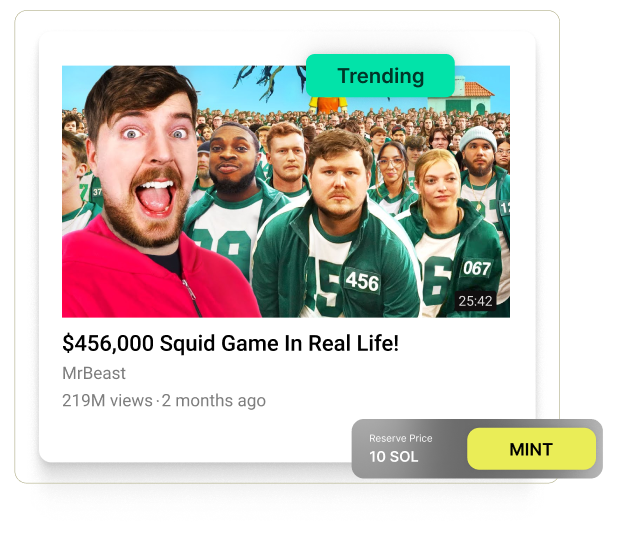 Trending
37
456
067
12
25:42
$456,000 Squid Game In Real Life!
MrBeast
219M views·2 months ago
Reserve Price
10 SOL
MINT